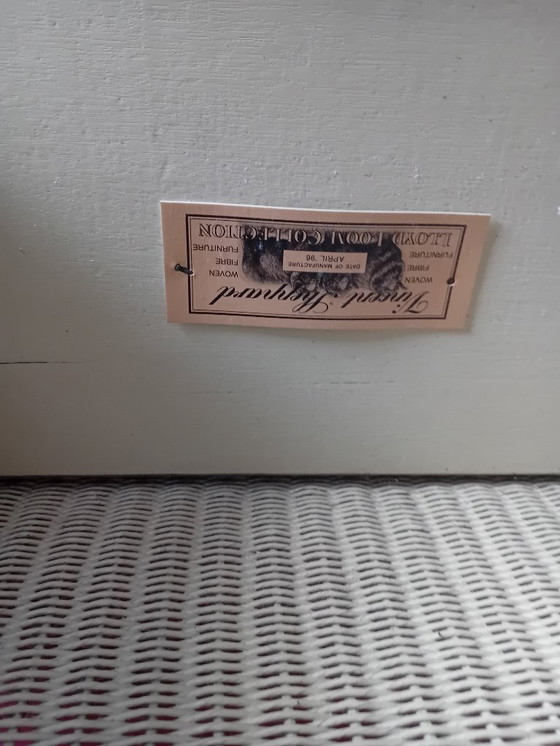 Vincent Sheppard
WOVEN
FIBRE
FURNITURE
DATE OF MANUFACTURE
APRIL '96
WOVEN
FIBRE
FURNITURE
LLOYD LOOM COLLECTION